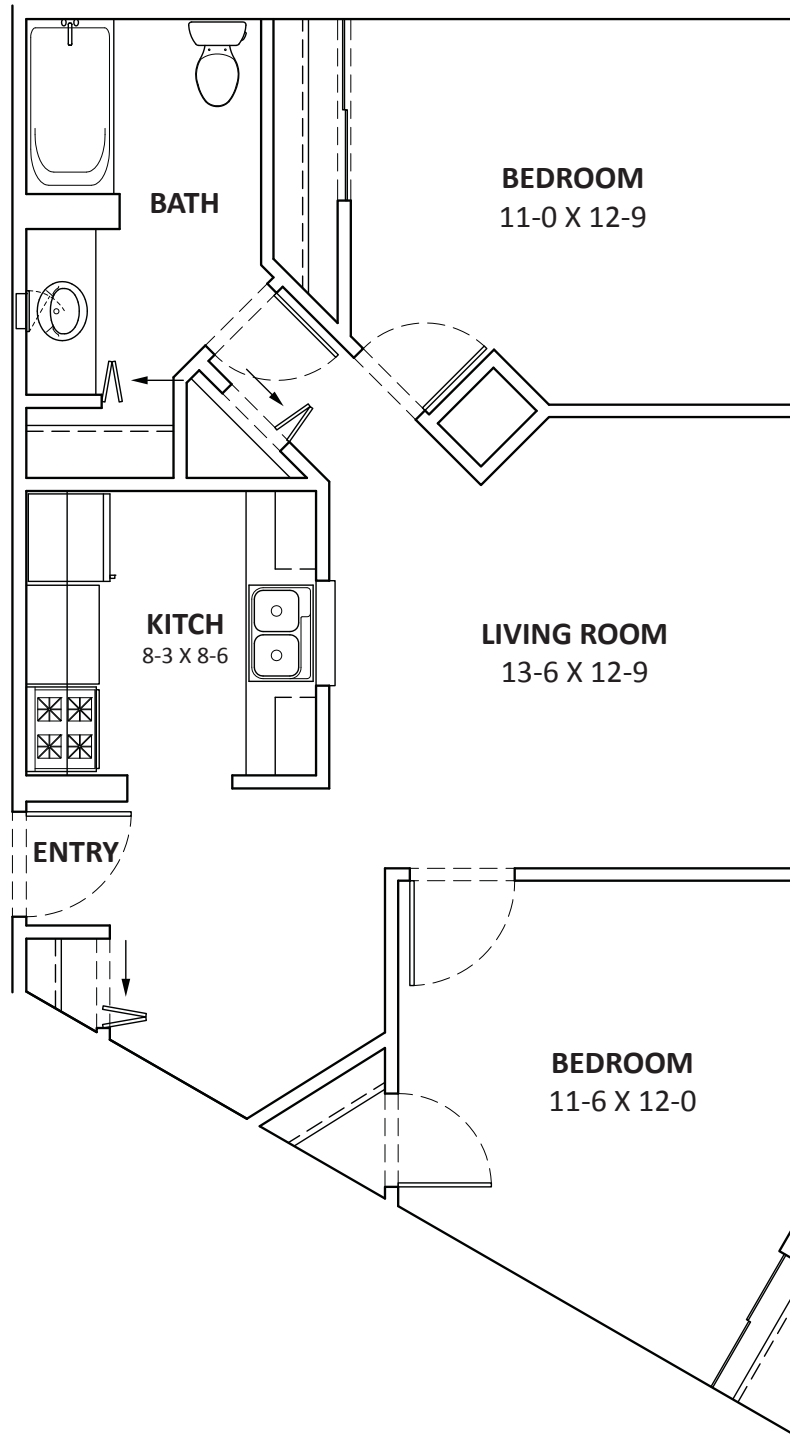 BATH
BEDROOM
11-0 X 12-9
KITCH
8-3 X 8-6
LIVING ROOM
13-6 X 12-9
ENTRY
BEDROOM
11-6 X 12-0